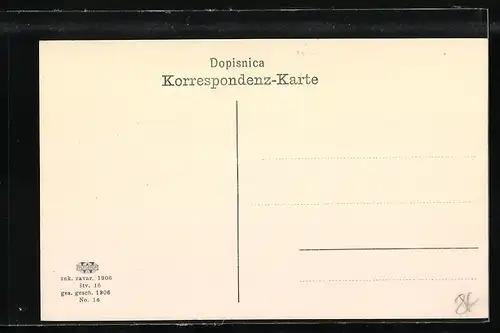 Dopisnica
Korrespondenz-Karte
zak. zavar. 1906
štv. 16
ges. gesch. 1906
No. 16